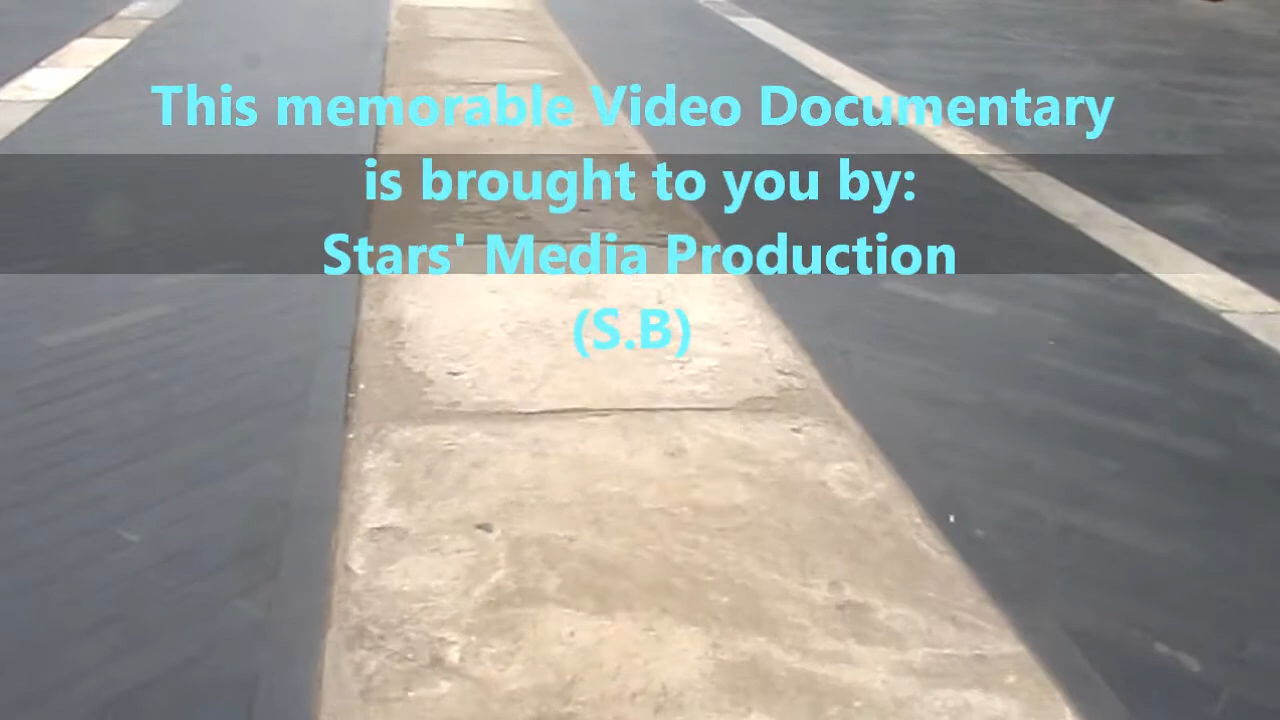 This memorable Video Documentary
is brought to you by:
Stars' Media Production
(S.B)